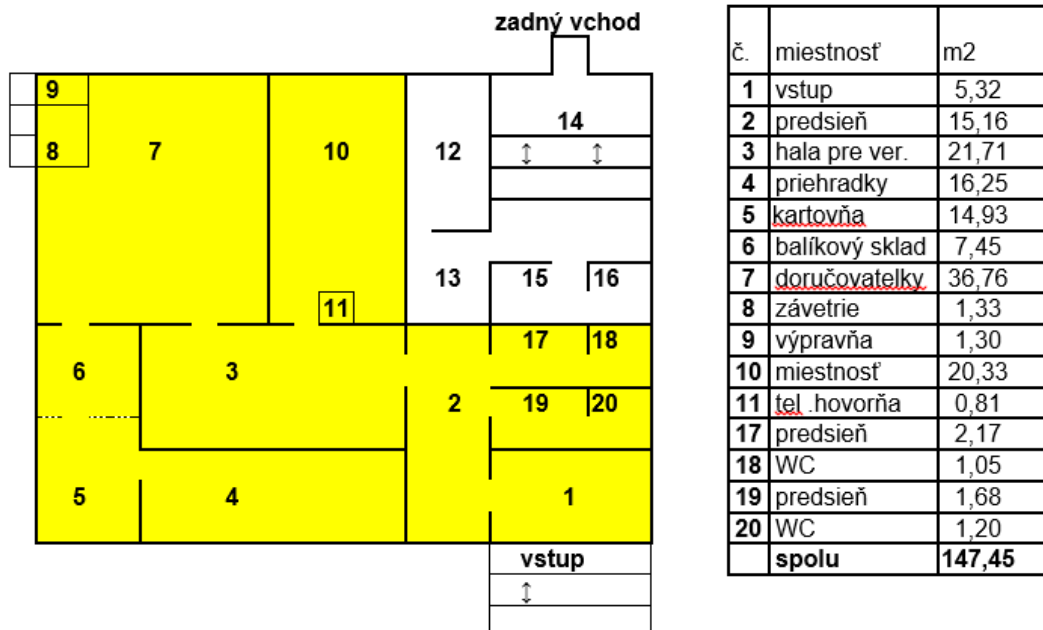 zadný vchod
9
14
8
7
10
12
↕ ↕
13
15
16
11
17
18
6
3
2
19
20
5
4
1
vstup
↕
č. miestnosť m2
1 vstup 5,32
2 predsieň 15,16
3 hala pre ver. 21,71
4 priehradky 16,25
5 kartovňa 14,93
6 balíkový sklad 7,45
7 doručovatelky 36,76
8 závetrie 1,33
9 výpravňa 1,30
10 miestnosť 20,33
11 tel .hovorňa 0,81
17 predsieň 2,17
18 WC 1,05
19 predsieň 1,68
20 WC 1,20
spolu 147,45